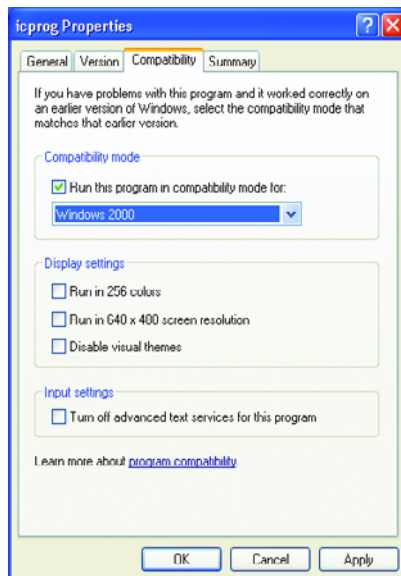 icprog Properties
General Version Compatibility Summary
If you have problems with this program and it worked correctly on
an earlier version of Windows, select the compatibility mode that
matches that earlier version.
Compatibility mode
Run this program in compatibility mode for:
Windows 2000
Display settings
Run in 256 colors
Run in 640 x 400 screen resolution
Disable visual themes
Input settings
Turn off advanced text services for this program
Learn more about program compatibility
OK Cancel Apply